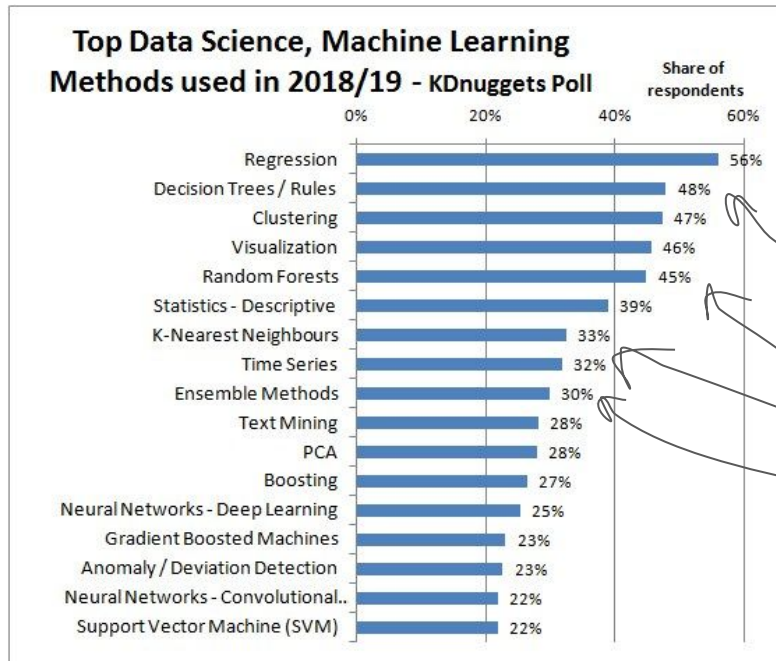 Top Data Science, Machine Learning
Methods used in 2018/19 - KDnuggets Poll
Share of
respondents
0% 20% 40% 60%
Regression 56%
Decision Trees / Rules 48%
Clustering 47%
Visualization 46%
Random Forests 45%
Statistics - Descriptive 39%
K-Nearest Neighbours 33%
Time Series 32%
Ensemble Methods 30%
Text Mining 28%
PCA 28%
Boosting 27%
Neural Networks - Deep Learning 25%
Gradient Boosted Machines 23%
Anomaly / Deviation Detection 23%
Neural Networks - Convolutional.. 22%
Support Vector Machine (SVM) 22%